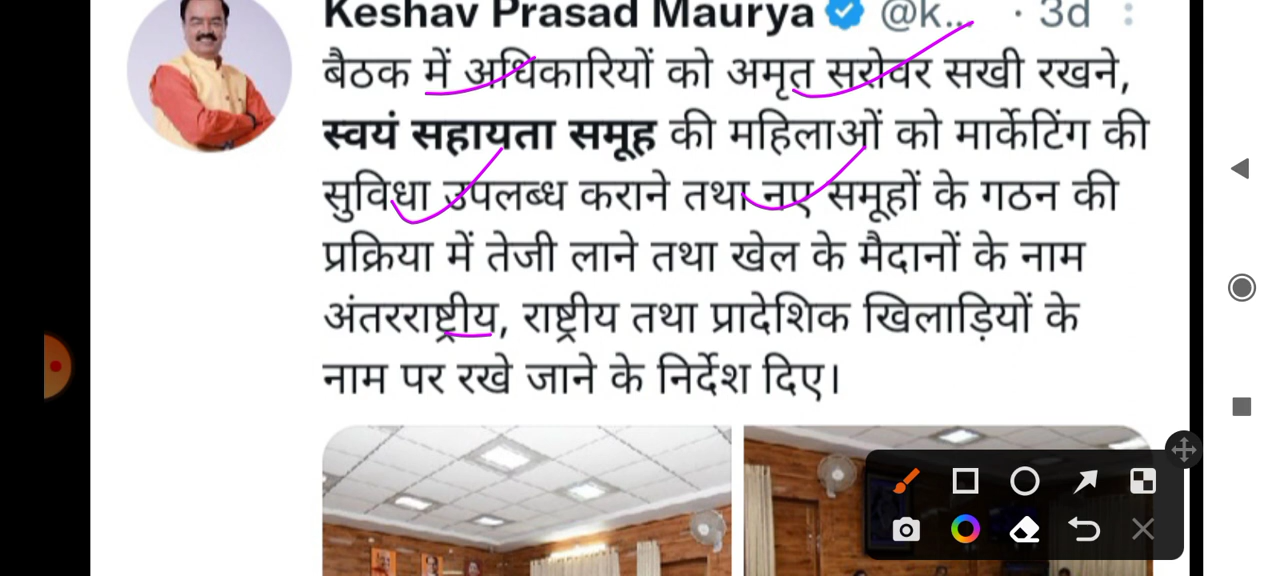 Keshav Prasad Maurya @k... · 3d
बैठक में अधिकारियों को अमृत सरोवर सखी रखने,
स्वयं सहायता समूह की महिलाओं को मार्केटिंग की
सुविधा उपलब्ध कराने तथा नए समूहों के गठन की
प्रक्रिया में तेजी लाने तथा खेल के मैदानों के नाम
अंतरराष्ट्रीय, राष्ट्रीय तथा प्रादेशिक खिलाड़ियों के
नाम पर रखे जाने के निर्देश दिए।